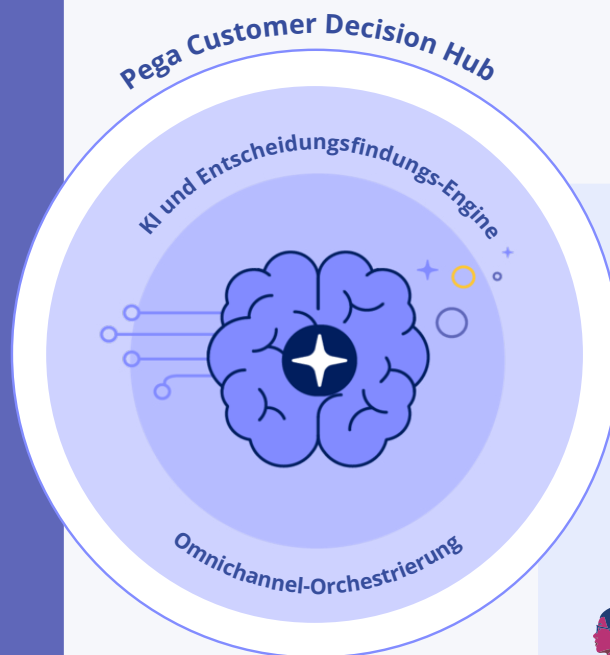 Pega Customer Decision Hub
KI und Entscheidungsfindungs-Engine
Omnichannel-Orchestrierung